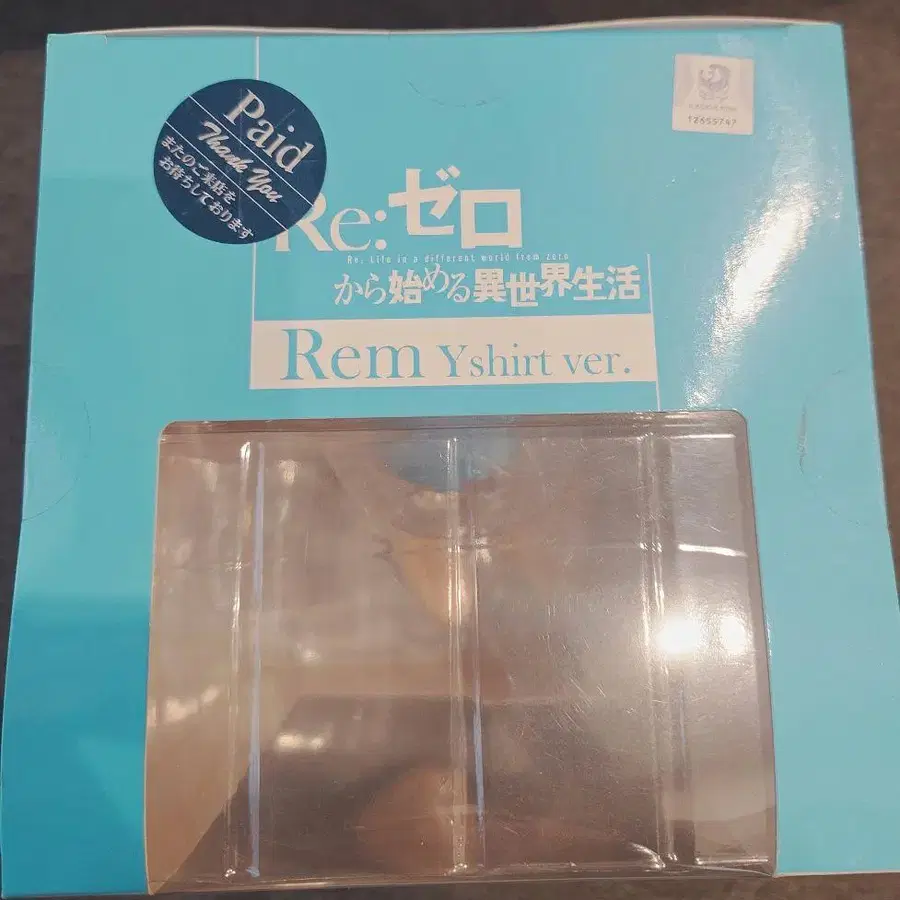 Paid
Thank You
またのご来店を
お待ちしております
Re:ゼロ
Re: Life in a different world from zero
から始める異世界生活
Rem Yshirt ver.